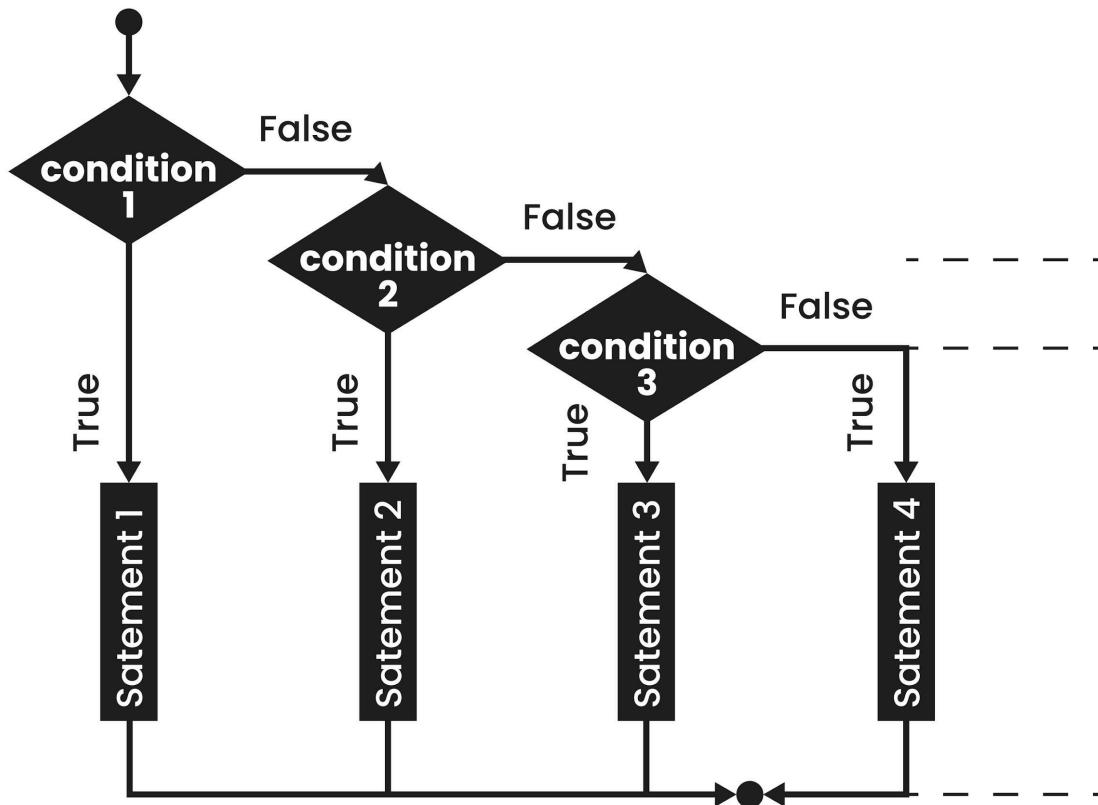 False
condition
1
False
condition
2
False
condition
3
True
True
True
True
Satement 1
Satement 2
Satement 3
Satement 4